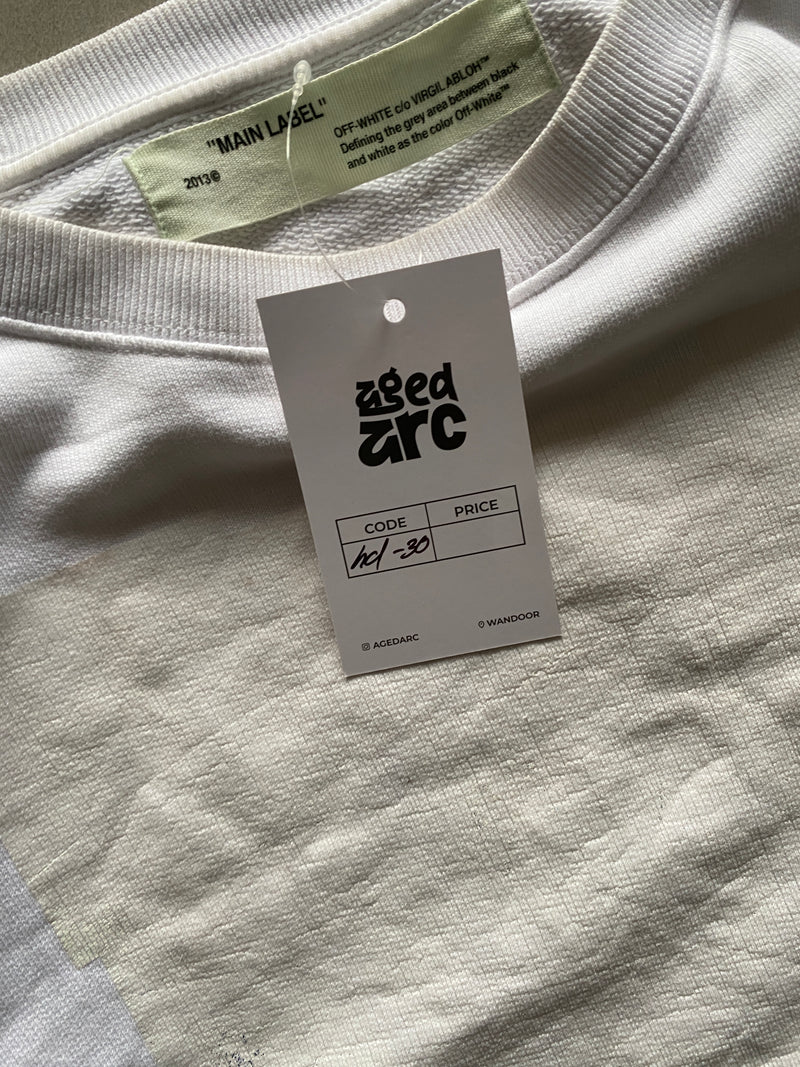 "MAIN LABEL"
2013©
OFF-WHITE c/o VIRGIL ABLOH™
Defining the grey area between black
and white as the color Off-White™
aged
arc
CODE PRICE
hd-30
AGEDARC
WANDOOR